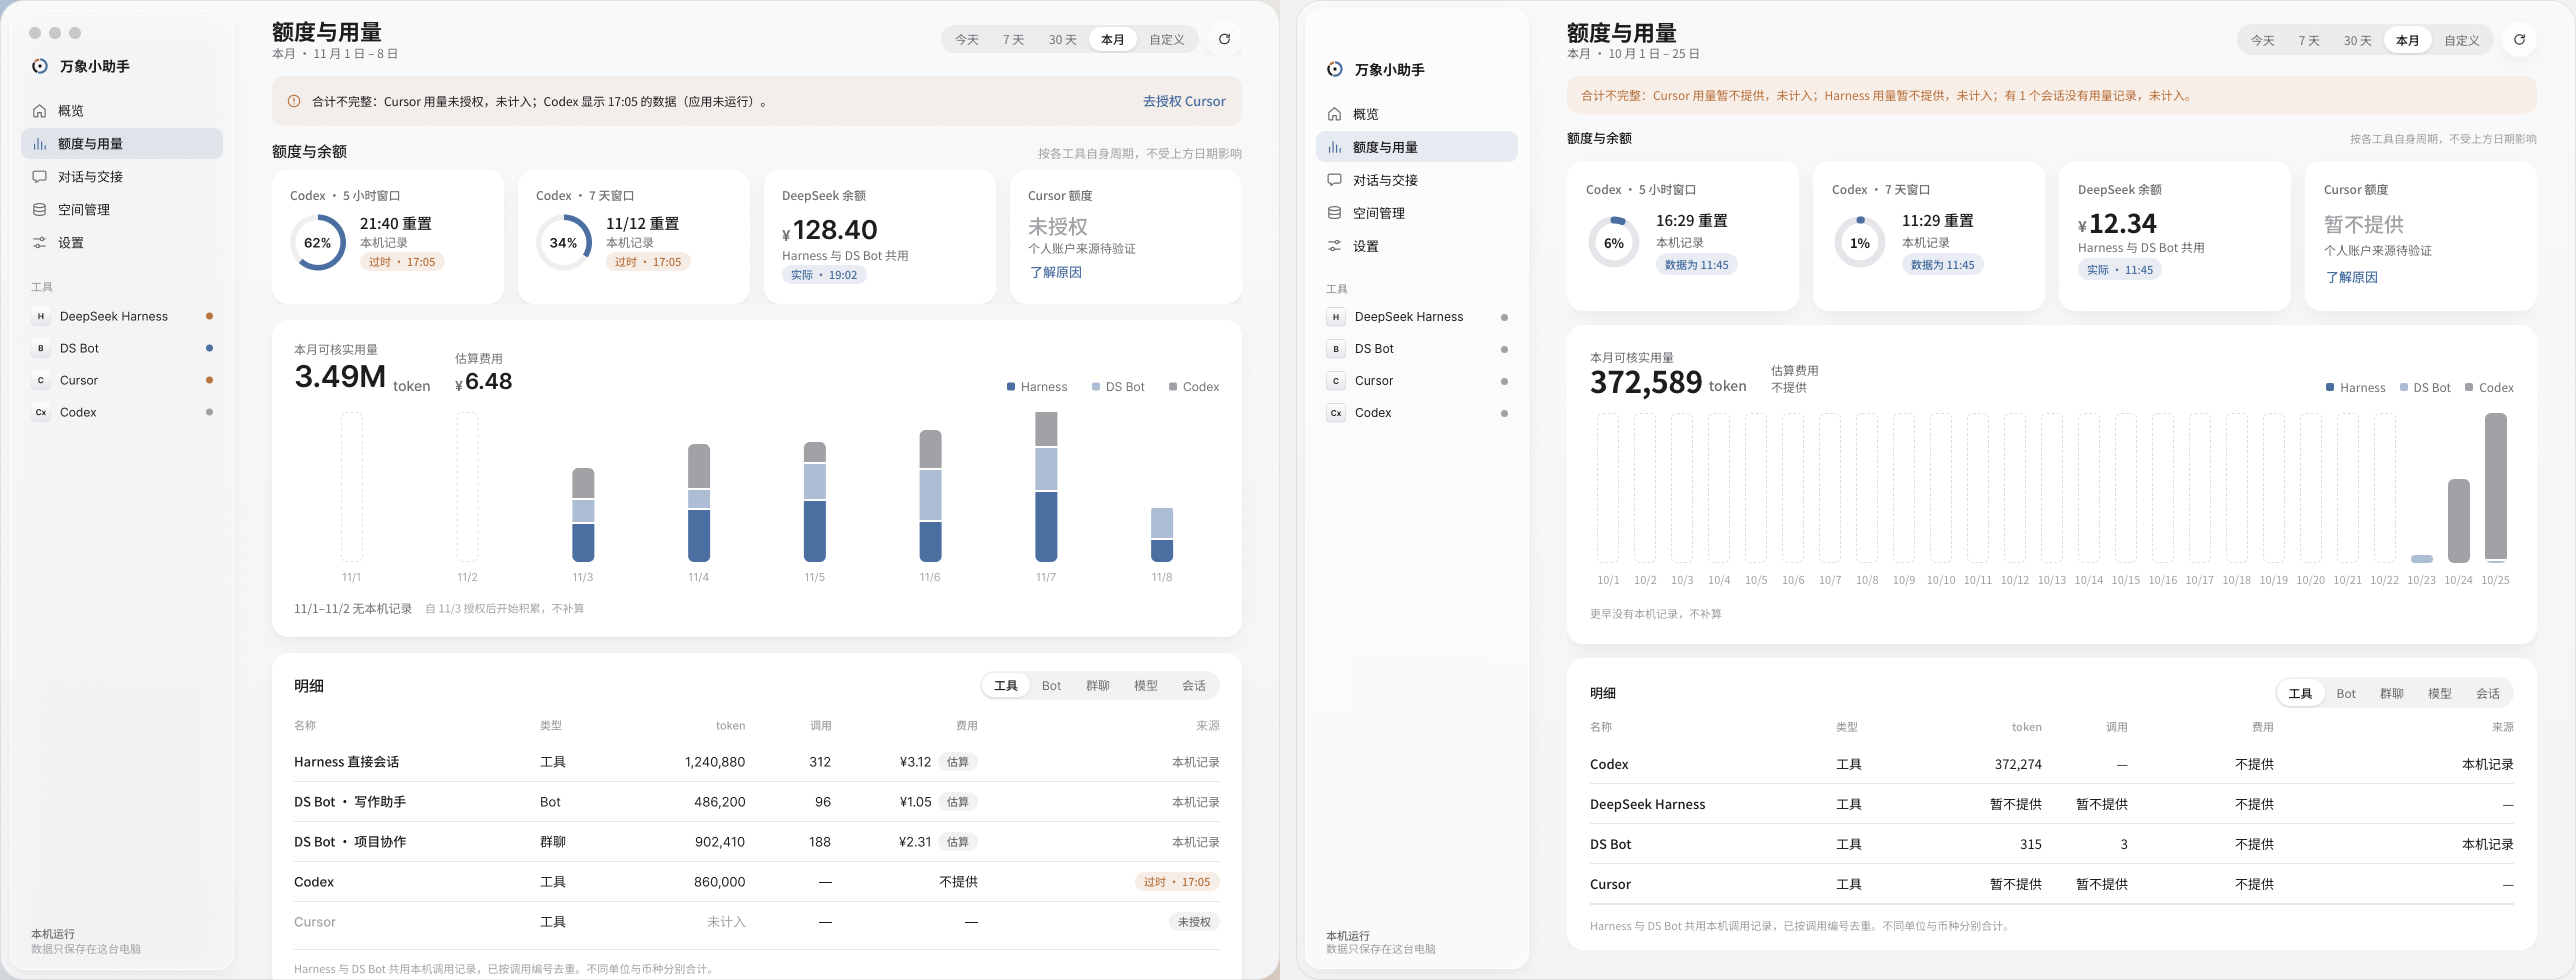 万象小助手
概览
额度与用量
对话与交接
空间管理
设置
工具
H DeepSeek Harness
B DS Bot
C Cursor
Cx Codex
本机运行
数据只保存在这台电脑
额度与用量
本月 · 11 月 1 日 – 8 日
今天 7 天 30 天 本月 自定义
合计不完整：Cursor 用量未授权，未计入；Codex 显示 17:05 的数据（应用未运行）。 去授权 Cursor
额度与余额 按各工具自身周期，不受上方日期影响
Codex · 5 小时窗口
62%
21:40 重置
本机记录
过时 · 17:05
Codex · 7 天窗口
34%
11/12 重置
本机记录
过时 · 17:05
DeepSeek 余额
¥128.40
Harness 与 DS Bot 共用
实际 · 19:02
Cursor 额度
未授权
个人账户来源待验证
了解原因
本月可核实用量
3.49M token
估算费用
¥6.48
Harness DS Bot Codex
11/1 11/2 11/3 11/4 11/5 11/6 11/7 11/8
11/1–11/2 无本机记录 自 11/3 授权后开始积累，不补算
明细
工具 Bot 群聊 模型 会话
名称 类型 token 调用 费用 来源
Harness 直接会话 工具 1,240,880 312 ¥3.12 估算 本机记录
DS Bot · 写作助手 Bot 486,200 96 ¥1.05 估算 本机记录
DS Bot · 项目协作 群聊 902,410 188 ¥2.31 估算 本机记录
Codex 工具 860,000 — 不提供 过时 · 17:05
Cursor 工具 未计入 — — 未授权
Harness 与 DS Bot 共用本机调用记录，已按调用编号去重。不同单位与币种分别合计。
万象小助手
概览
额度与用量
对话与交接
空间管理
设置
工具
H DeepSeek Harness
B DS Bot
C Cursor
Cx Codex
本机运行
数据只保存在这台电脑
额度与用量
本月 · 10 月 1 日 – 25 日
今天 7 天 30 天 本月 自定义
合计不完整：Cursor 用量暂不提供，未计入；Harness 用量暂不提供，未计入；有 1 个会话没有用量记录，未计入。
额度与余额 按各工具自身周期，不受上方日期影响
Codex · 5 小时窗口
6%
16:29 重置
本机记录
数据为 11:45
Codex · 7 天窗口
1%
11:29 重置
本机记录
数据为 11:45
DeepSeek 余额
¥12.34
Harness 与 DS Bot 共用
实际 · 11:45
Cursor 额度
暂不提供
个人账户来源待验证
了解原因
本月可核实用量
372,589 token
估算费用
不提供
Harness DS Bot Codex
10/1 10/2 10/3 10/4 10/5 10/6 10/7 10/8 10/9 10/10 10/11 10/12 10/13 10/14 10/15 10/16 10/17 10/18 10/19 10/20 10/21 10/22 10/23 10/24 10/25
更早没有本机记录，不补算
明细
工具 Bot 群聊 模型 会话
名称 类型 token 调用 费用 来源
Codex 工具 372,274 — 不提供 本机记录
DeepSeek Harness 工具 暂不提供 暂不提供 不提供 —
DS Bot 工具 315 3 不提供 本机记录
Cursor 工具 暂不提供 暂不提供 不提供 —
Harness 与 DS Bot 共用本机调用记录，已按调用编号去重。不同单位与币种分别合计。